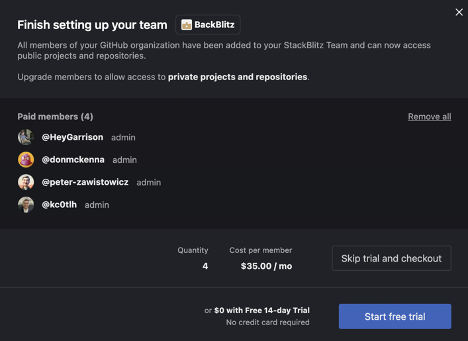 Finish setting up your team BackBlitz
All members of your GitHub organization have been added to your StackBlitz Team and can now access
public projects and repositories.
Upgrade members to allow access to private projects and repositories.
Paid members (4) Remove all
@HeyGarrison admin
@donmckenna admin
@peter-zawistowicz admin
@kc0tlh admin
Quantity Cost per member
4 $35.00 / mo
Skip trial and checkout
or $0 with Free 14-day Trial
No credit card required
Start free trial